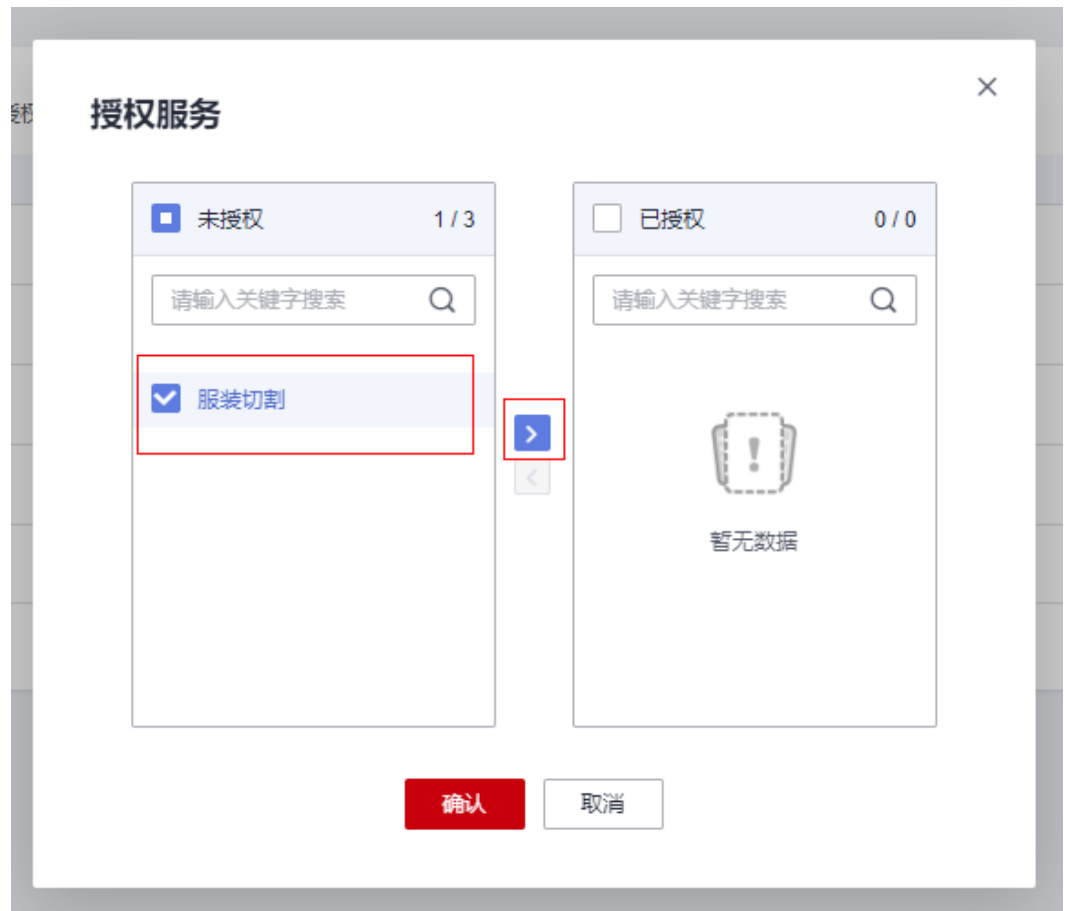 授权服务
未授权 1 / 3
请输入关键字搜索
服装切割
已授权 0 / 0
请输入关键字搜索
暂无数据
确认 取消